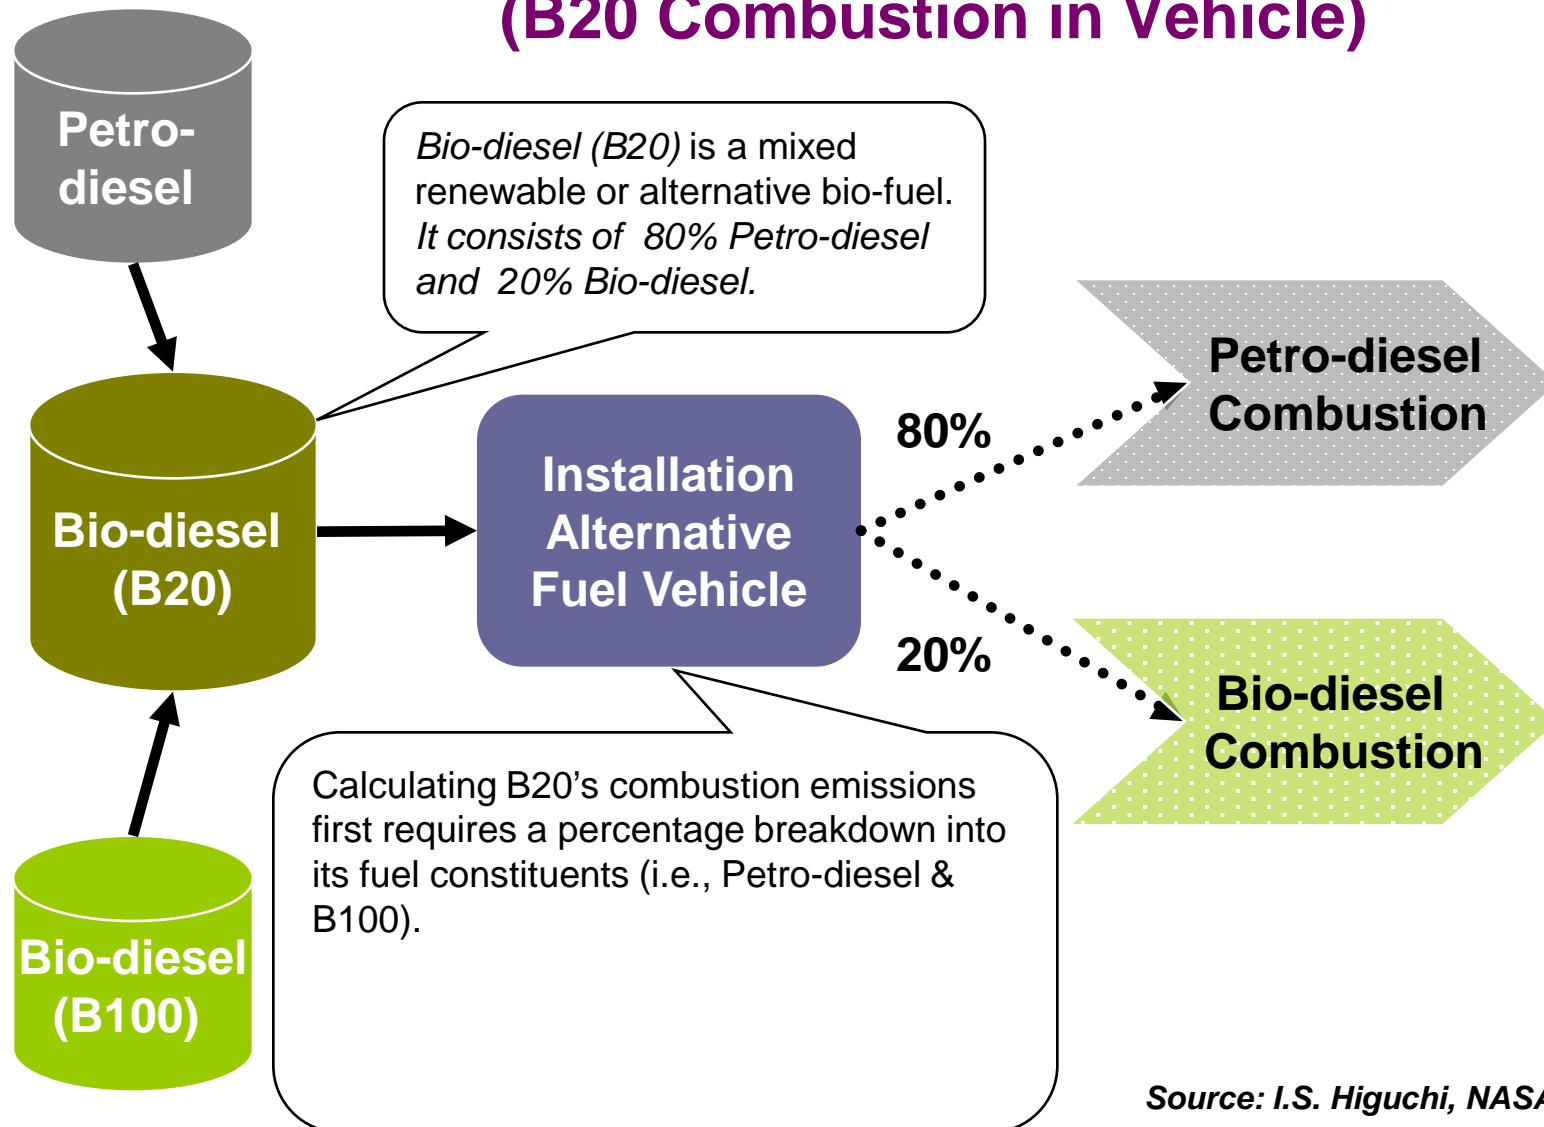 (B20 Combustion in Vehicle)
Petro-
diesel
Bio-diesel (B20) is a mixed
renewable or alternative bio-fuel.
It consists of 80% Petro-diesel
and 20% Bio-diesel.
Petro-diesel
Combustion
80%
Installation
Alternative
Fuel Vehicle
Bio-diesel
(B20)
20%
Bio-diesel
Combustion
Calculating B20’s combustion emissions
first requires a percentage breakdown into
its fuel constituents (i.e., Petro-diesel &
B100).
Bio-diesel
(B100)
Source: I.S. Higuchi, NASA